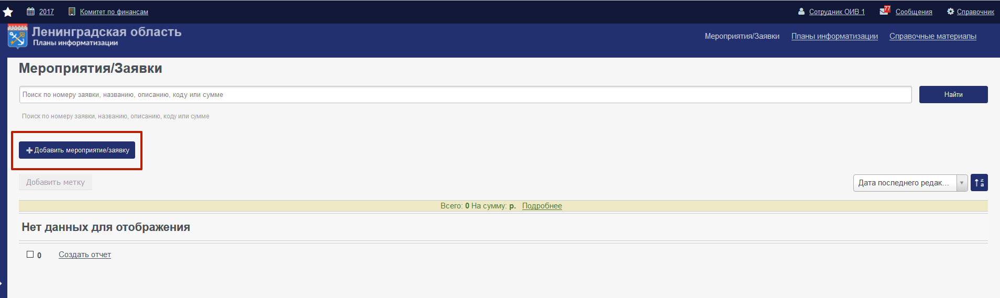 2017 Комитет по финансам Сотрудник ОИВ 1 77 Сообщения Справочник
Ленинградская область
Планы информатизации
Мероприятия/Заявки Планы информатизации Справочные материалы
Мероприятия/Заявки
Поиск по номеру заявки, названию, описанию, коду или сумме Найти
Поиск по номеру заявки, названию, описанию, коду или сумме
Добавить мероприятие/заявку
Добавить метку Дата последнего редак... z a
Всего: 0 На сумму: р. Подробнее
Нет данных для отображения
0 Создать отчет